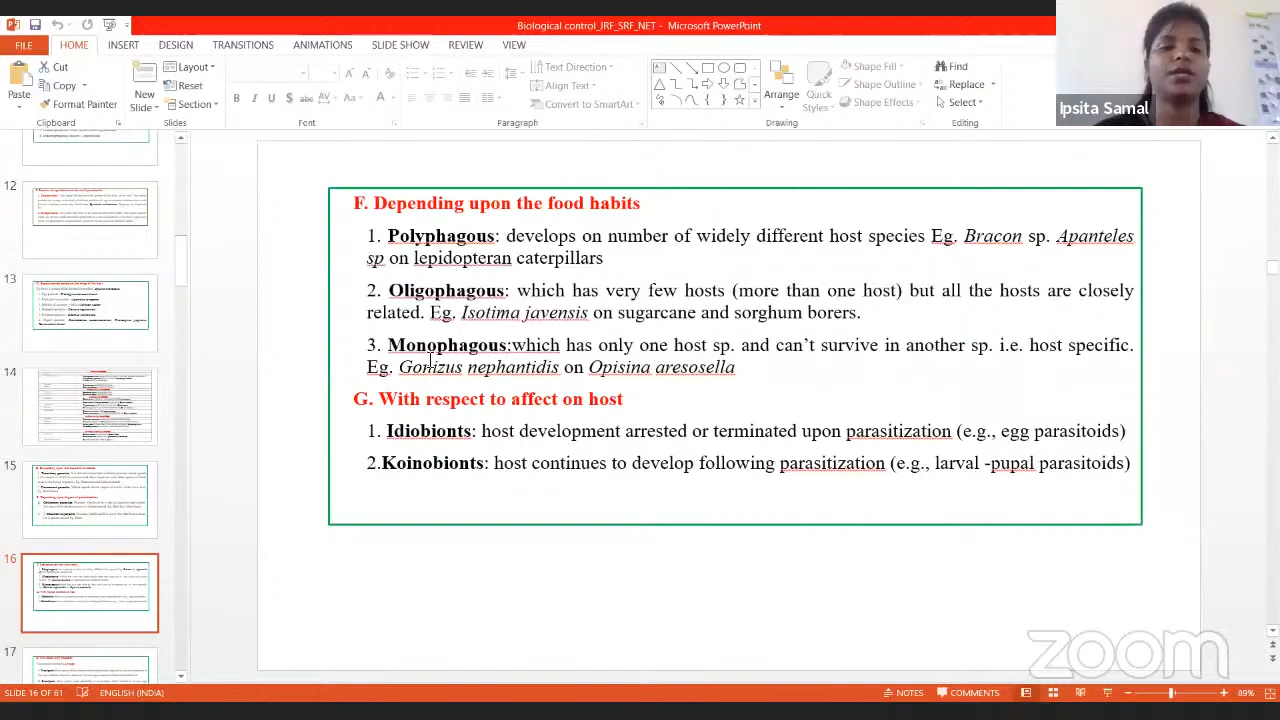 Biological control_JRF_SRF_NET - Microsoft PowerPoint
FILE HOME INSERT DESIGN TRANSITIONS ANIMATIONS SLIDE SHOW REVIEW VIEW
Paste
Cut
Copy
Format Painter
Clipboard
New
Slide
Layout
Reset
Section
Slides
Font
Text Direction
Align Text
Convert to SmartArt
Paragraph
Arrange
Quick
Styles
Shape Fill
Shape Outline
Shape Effects
Drawing
Find
Replace
Select
Editing
Ipsita Samal
12
13
14
15
16
17
F. Depending upon the food habits
1. Polyphagous: develops on number of widely different host species Eg. Bracon sp. Apanteles
sp on lepidopteran caterpillars
2. Oligophagous: which has very few hosts (more than one host) but all the hosts are closely
related. Eg. Isotima javensis on sugarcane and sorghum borers.
3. Monophagous:which has only one host sp. and can't survive in another sp. i.e. host specific.
Eg. Gonizus nephantidis on Opisina aresosella
G. With respect to affect on host
1. Idiobionts: host development arrested or terminated upon parasitization (e.g., egg parasitoids)
2.Koinobionts: host continues to develop following parasitization (e.g., larval -pupal parasitoids)
zoom
SLIDE 16 OF 61 ENGLISH (INDIA) NOTES COMMENTS 89%